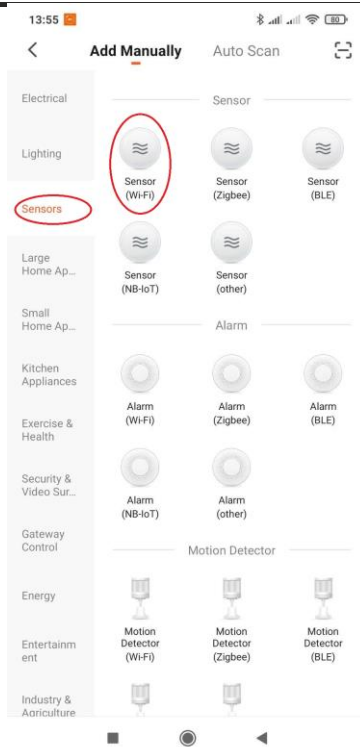 13:55
80
Add Manually
Auto Scan
Electrical
Lighting
Sensors
Large
Home Ap...
Small
Home Ap...
Kitchen
Appliances
Exercise &
Health
Security &
Video Sur...
Gateway
Control
Energy
Entertainm
ent
Industry &
Agriculture
Sensor
Sensor
(Wi-Fi)
Sensor
(Zigbee)
Sensor
(BLE)
Sensor
(NB-IoT)
Sensor
(other)
Alarm
Alarm
(Wi-Fi)
Alarm
(Zigbee)
Alarm
(BLE)
Alarm
(NB-IoT)
Alarm
(other)
Motion Detector
Motion
Detector
(Wi-Fi)
Motion
Detector
(Zigbee)
Motion
Detector
(BLE)